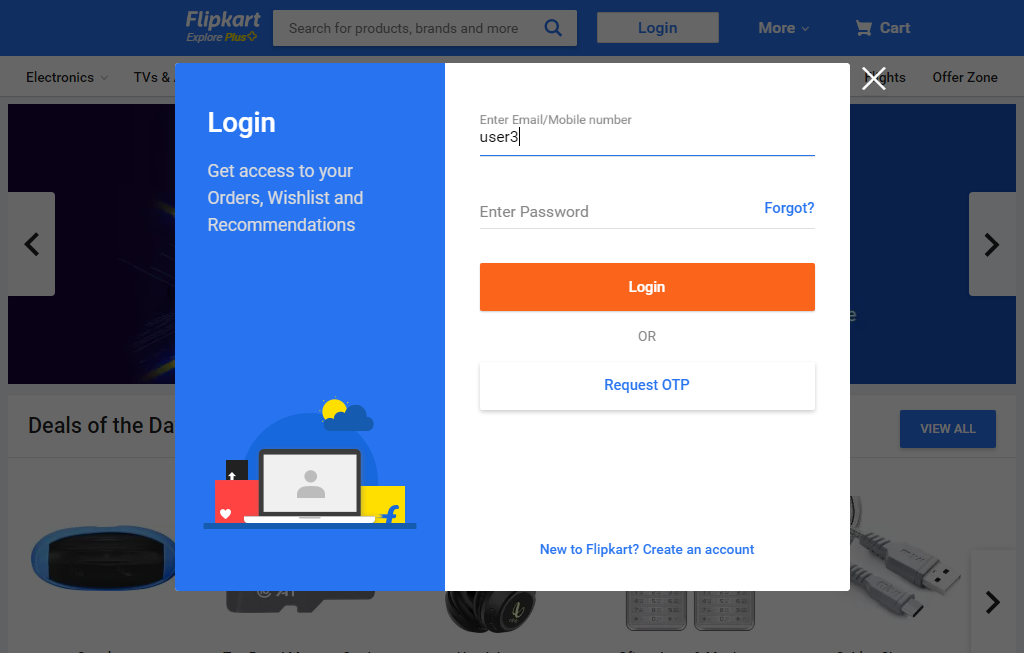 Flipkart
Explore Plus
Search for products, brands and more
Login
More
Cart
Electronics
TVs &
Flights
Offer Zone
Login
Get access to your
Orders, Wishlist and
Recommendations
Enter Email/Mobile number
user3
Enter Password
Forgot?
Login
OR
Request OTP
New to Flipkart? Create an account
Deals of the Da
VIEW ALL